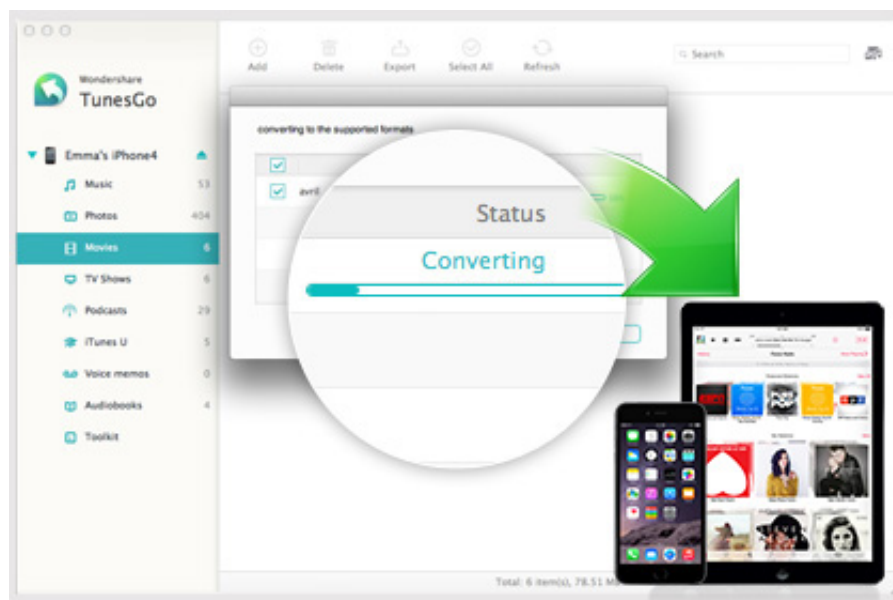 Wondershare
TunesGo
Add Delete Export Select All Refresh
Search
Emma's iPhone4
Music 53
Photos 404
Movies 6
TV Shows 6
Podcasts 29
iTunes U 5
Voice memos 0
Audiobooks 4
Toolkit
converting to the supported formats
avril
Status
Converting
Total: 6 item(s), 78.51 M